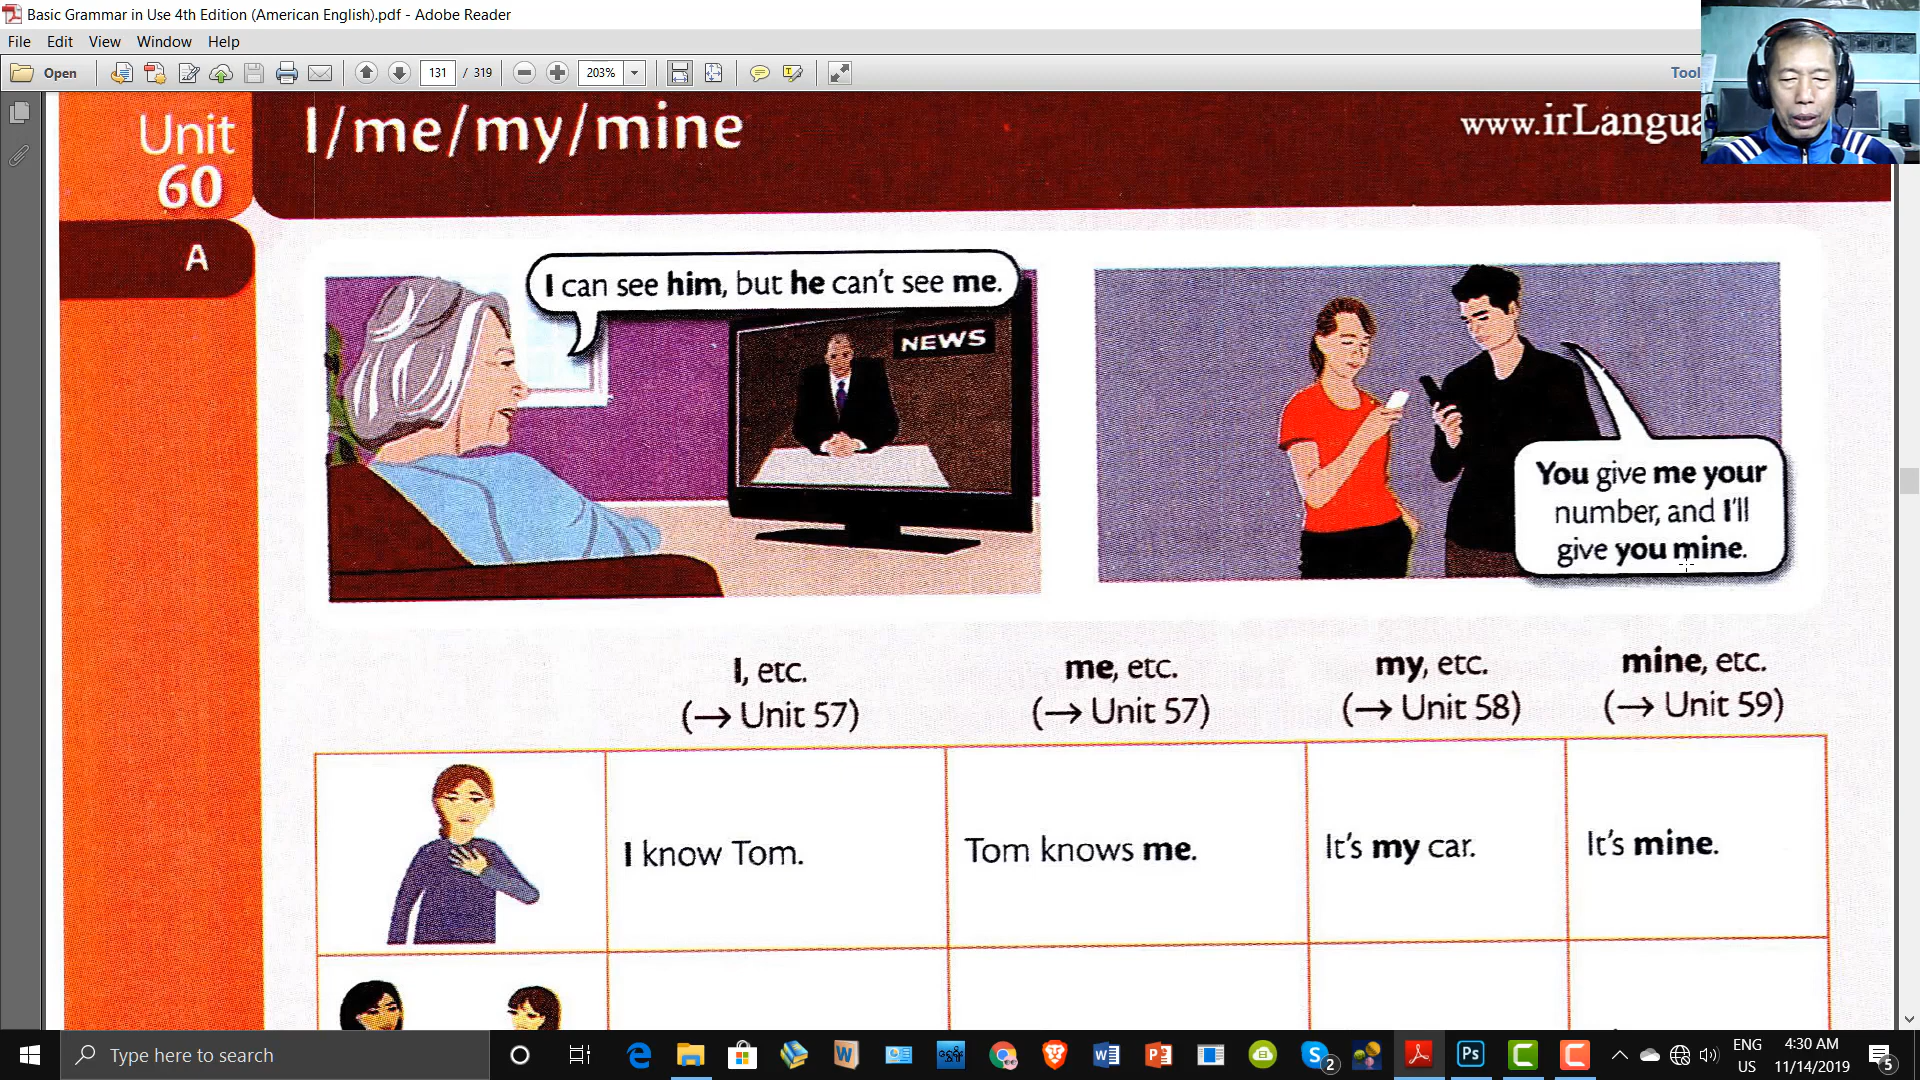 Basic Grammar in Use 4th Edition (American English).pdf - Adobe Reader
File Edit View Window Help
Open 131 / 319 203% Tool
Unit 60
I/me/my/mine
www.irLangua
A
I can see him, but he can't see me.
NEWS
You give me your
number, and I'll
give you mine.
I, etc. me, etc. my, etc. mine, etc.
(→ Unit 57) (→ Unit 57) (→ Unit 58) (→ Unit 59)
I know Tom. Tom knows me. It's my car. It's mine.
Type here to search
ENG 4:30 AM
US 11/14/2019
2
5
Ps